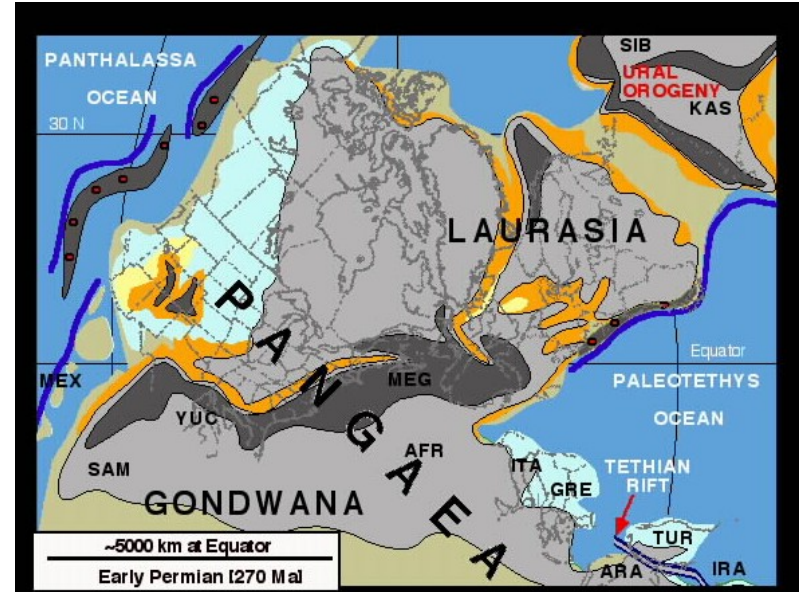 SIB
PANTHALASSA
OCEAN
URAL
OROGENY
KAS
30 N
LAURASIA
PANGAEA
Equator
MEX
MEG
PALEOTETHYS
OCEAN
YUC
AFR
SAM
ITA
TETHIAN
RIFT
GRE
GONDWANA
TUR
~5000 km at Equator
ARA
IRA
Early Permian [270 Ma]